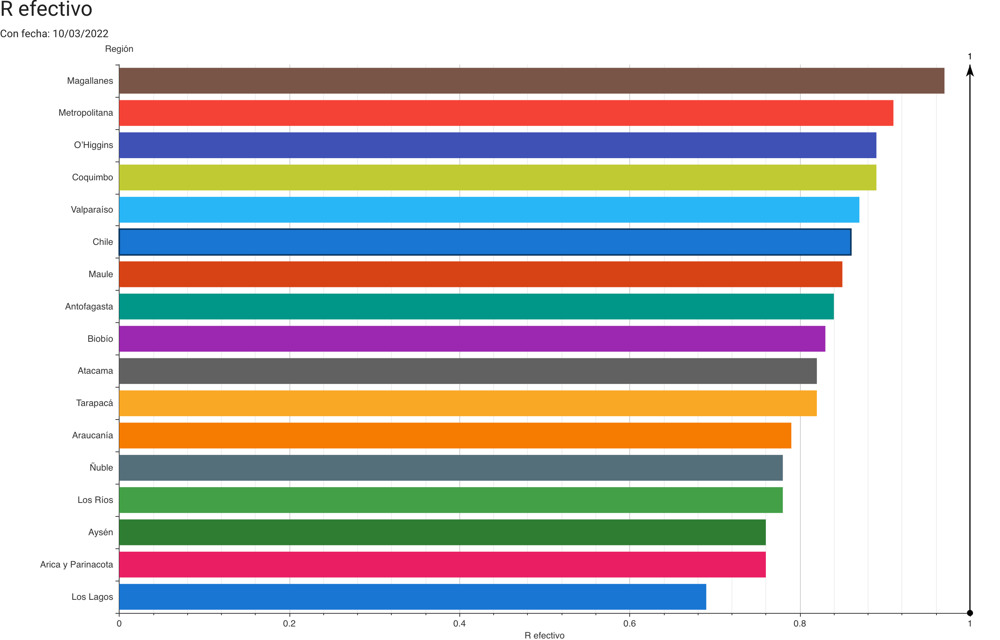 R efectivo
Con fecha: 10/03/2022
Región
1
Magallanes
Metropolitana
O’Higgins
Coquimbo
Valparaíso
Chile
Maule
Antofagasta
Biobío
Atacama
Tarapacá
Araucanía
Ñuble
Los Ríos
Aysén
Arica y Parinacota
Los Lagos
0 0.2 0.4 0.6 0.8 1
R efectivo